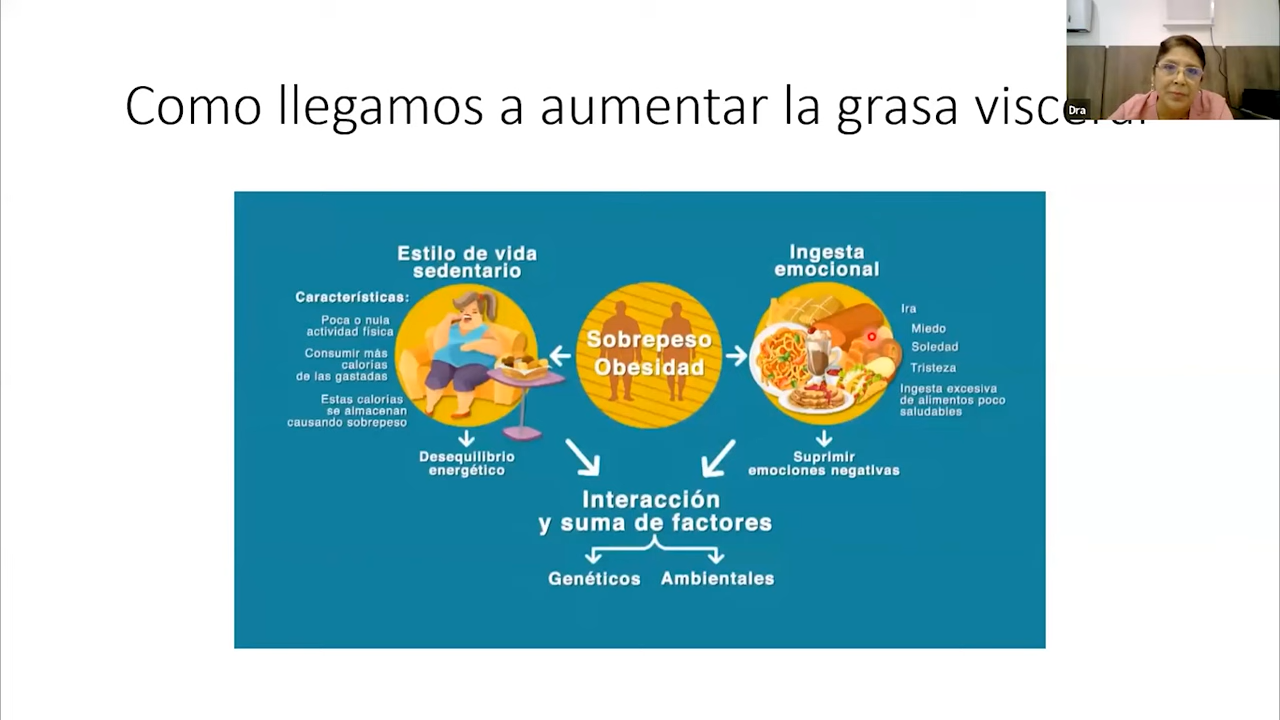 Como llegamos a aumentar la grasa
Dra
Estilo de vida
sedentario
Características:
Poca o nula
actividad física
Consumir más
calorías
de las gastadas
Estas calorías
se almacenan
causando sobrepeso
Desequilibrio
energético
Sobrepeso
Obesidad
Ingesta
emocional
Ira
Miedo
Soledad
Tristeza
Ingesta excesiva
de alimentos poco
saludables
Suprimir
emociones negativas
Interacción
y suma de factores
Genéticos Ambientales